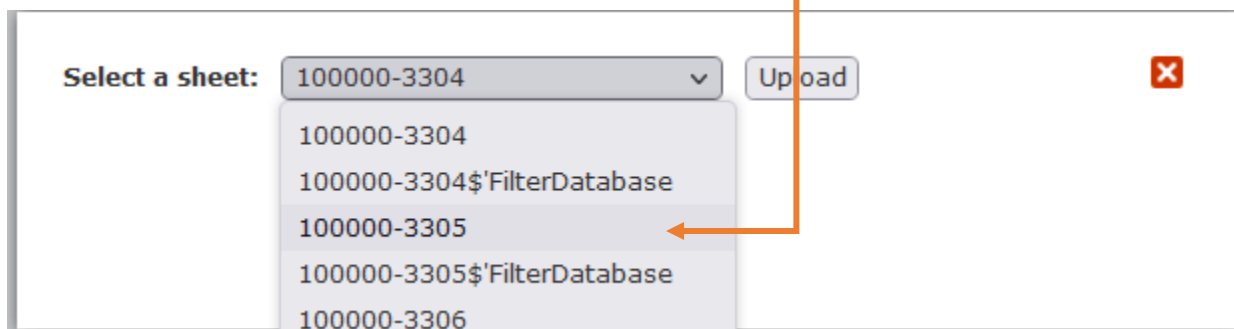 Select a sheet: 100000-3304 Upload
100000-3304
100000-3304$'FilterDatabase
100000-3305
100000-3305$'FilterDatabase
100000-3306